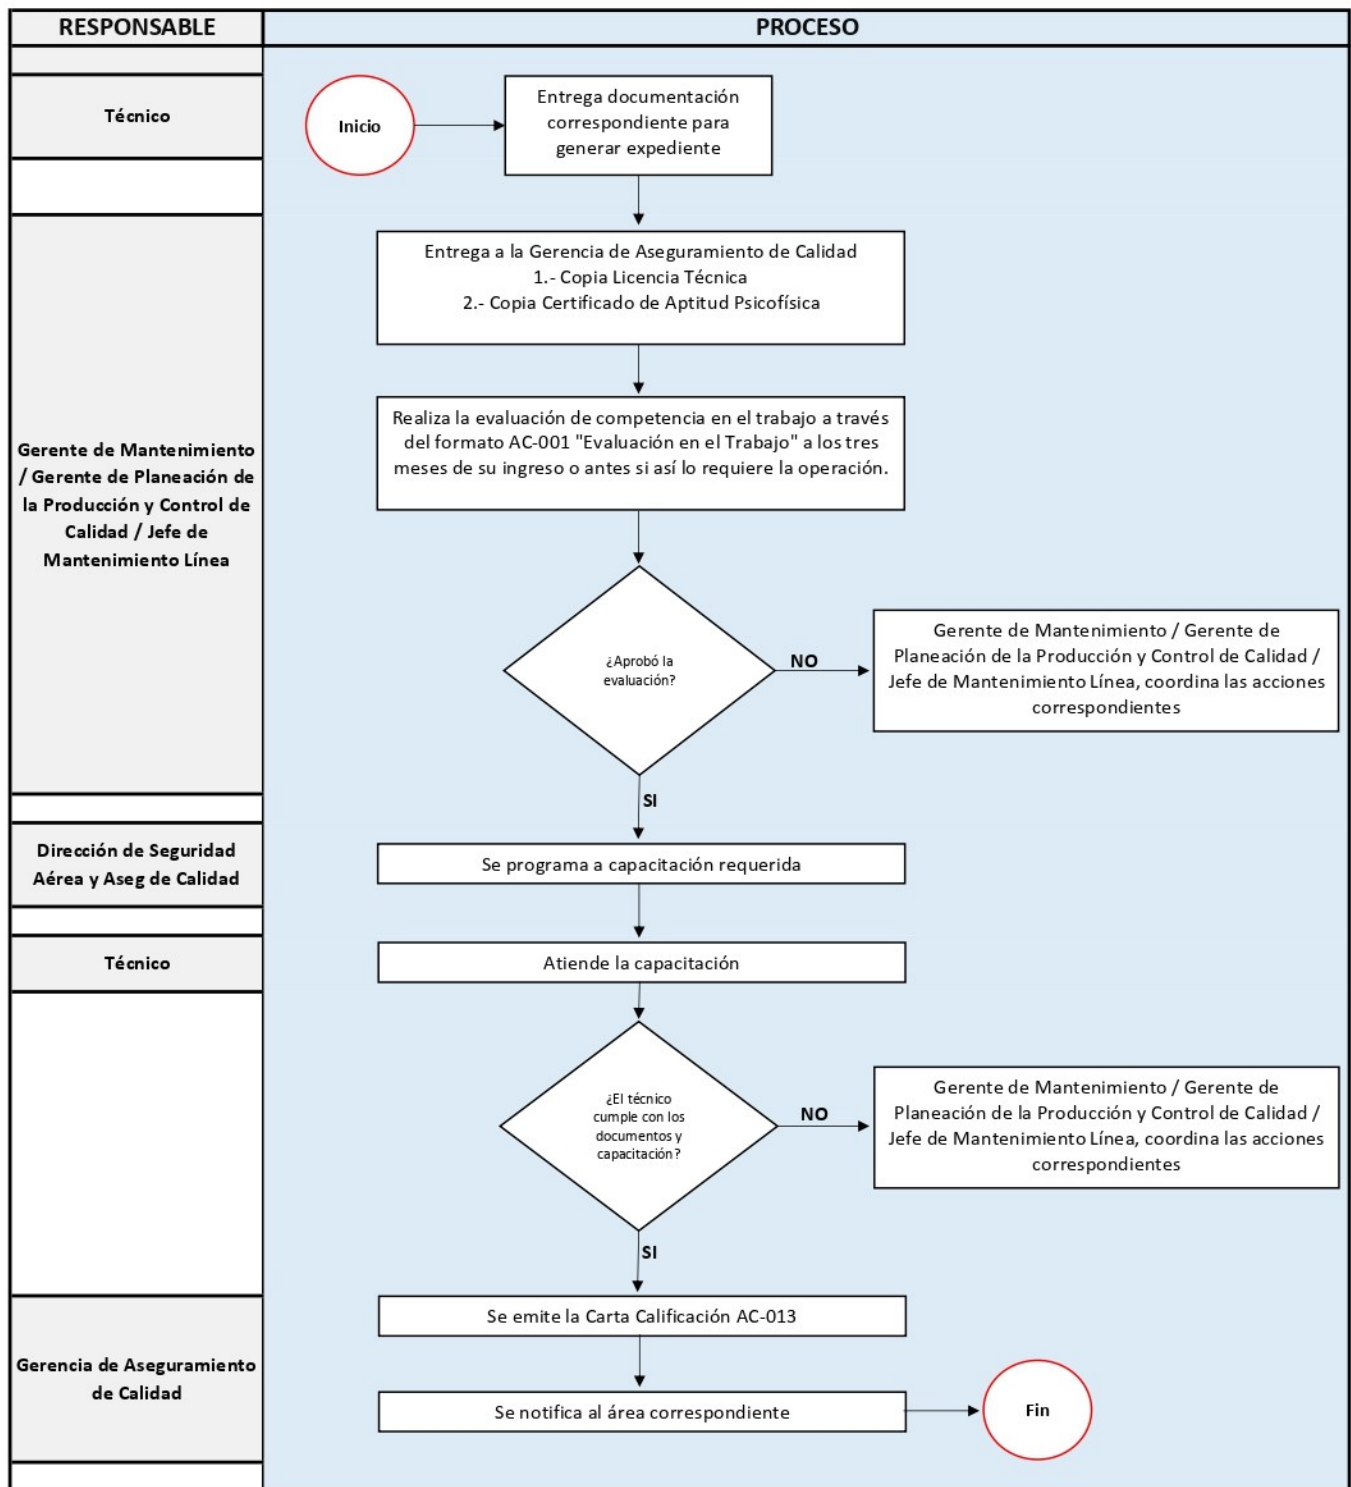 RESPONSABLE
PROCESO
Técnico
Inicio
Entrega documentación
correspondiente para
generar expediente
Gerente de Mantenimiento
/ Gerente de Planeación de
la Producción y Control de
Calidad / Jefe de
Mantenimiento Línea
Entrega a la Gerencia de Aseguramiento de Calidad
1.- Copia Licencia Técnica
2.- Copia Certificado de Aptitud Psicofísica
Realiza la evaluación de competencia en el trabajo a través
del formato AC-001 "Evaluación en el Trabajo" a los tres
meses de su ingreso o antes si así lo requiere la operación.
¿Aprobó la
evaluación?
NO
Gerente de Mantenimiento / Gerente de
Planeación de la Producción y Control de Calidad /
Jefe de Mantenimiento Línea, coordina las acciones
correspondientes
SI
Dirección de Seguridad
Aérea y Aseg de Calidad
Se programa a capacitación requerida
Técnico
Atiende la capacitación
¿El técnico
cumple con los
documentos y
capacitación?
NO
Gerente de Mantenimiento / Gerente de
Planeación de la Producción y Control de Calidad /
Jefe de Mantenimiento Línea, coordina las acciones
correspondientes
SI
Gerencia de Aseguramiento
de Calidad
Se emite la Carta Calificación AC-013
Se notifica al área correspondiente
Fin